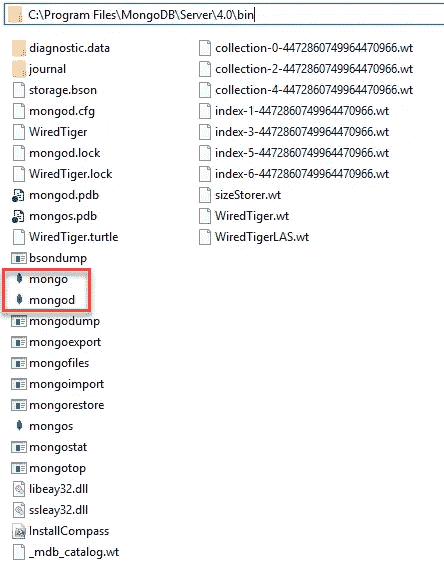 C:\Program Files\MongoDB\Server\4.0\bin
diagnostic.data
journal
storage.bson
mongod.cfg
WiredTiger
mongod.lock
WiredTiger.lock
mongod.pdb
mongos.pdb
WiredTiger.turtle
bsondump
mongo
mongod
mongodump
mongoexport
mongofiles
mongoimport
mongorestore
mongos
mongostat
mongotop
libeay32.dll
ssleay32.dll
InstallCompass
_mdb_catalog.wt
collection-0-4472860749964470966.wt
collection-2-4472860749964470966.wt
collection-4-4472860749964470966.wt
index-1-4472860749964470966.wt
index-3-4472860749964470966.wt
index-5-4472860749964470966.wt
index-6-4472860749964470966.wt
sizeStorer.wt
WiredTiger.wt
WiredTigerLAS.wt